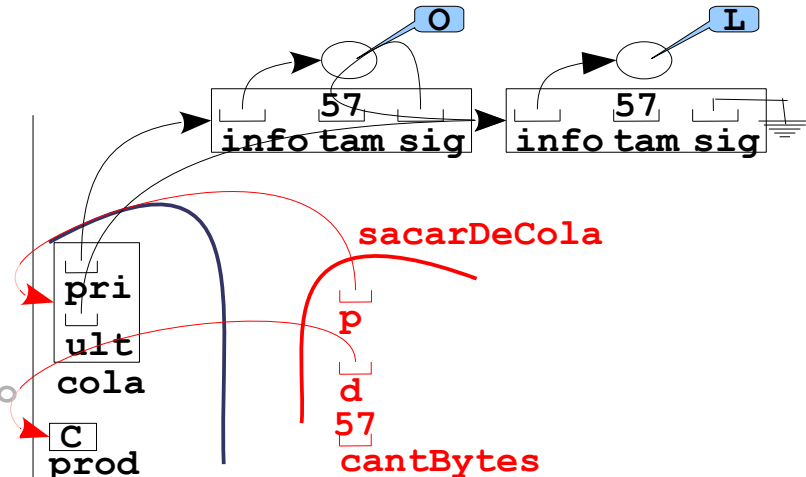 O L
57 57
info tam sig info tam sig
sacarDeCola
pri
p
ult
cola
d
57
C
prod
cantBytes